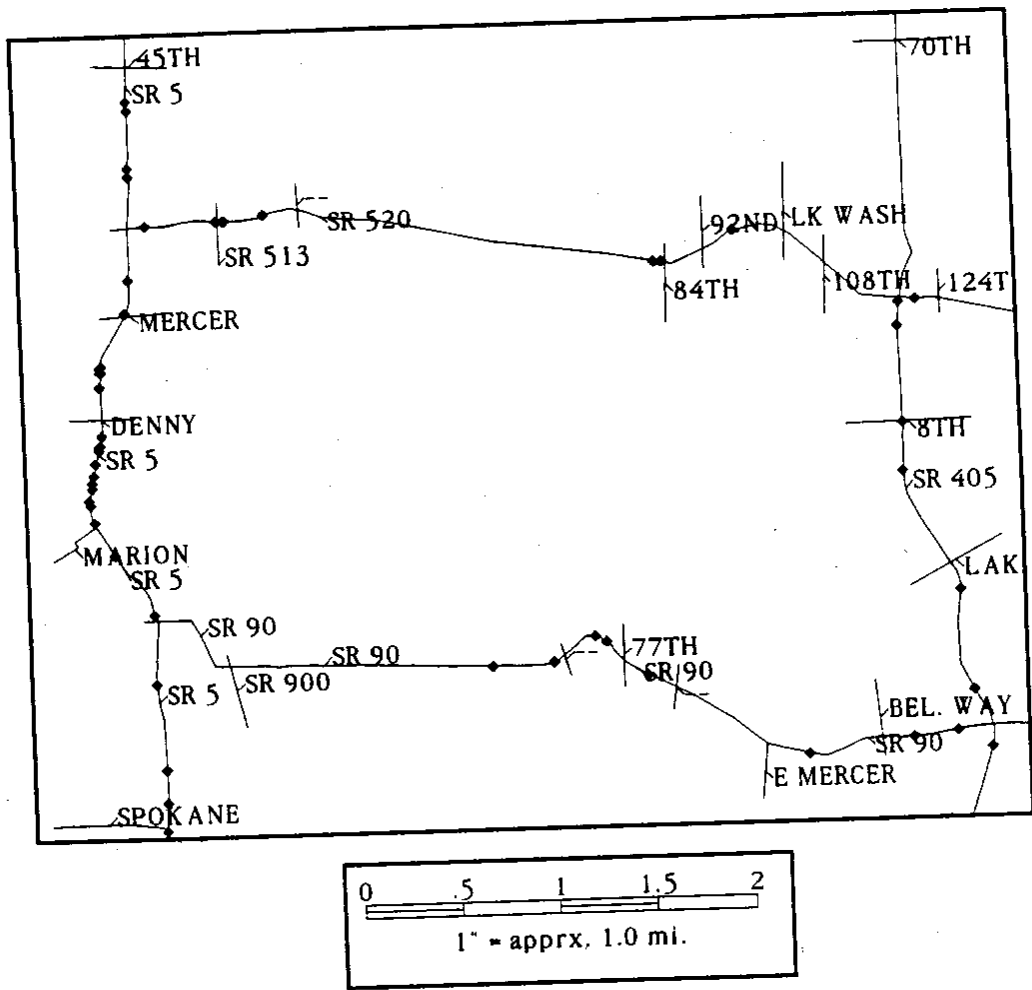 45TH
70TH
SR 5
SR 520
92ND
LK WASH
SR 513
84TH
108TH
124T
MERCER
DENNY
8TH
SR 5
SR 405
MARION
LAK
SR 5
SR 90
SR 90
77TH
SR 90
SR 900
SR 5
BEL. WAY
SR 90
E MERCER
SPOKANE
0 .5 1 1.5 2
1" = apprx. 1.0 mi.